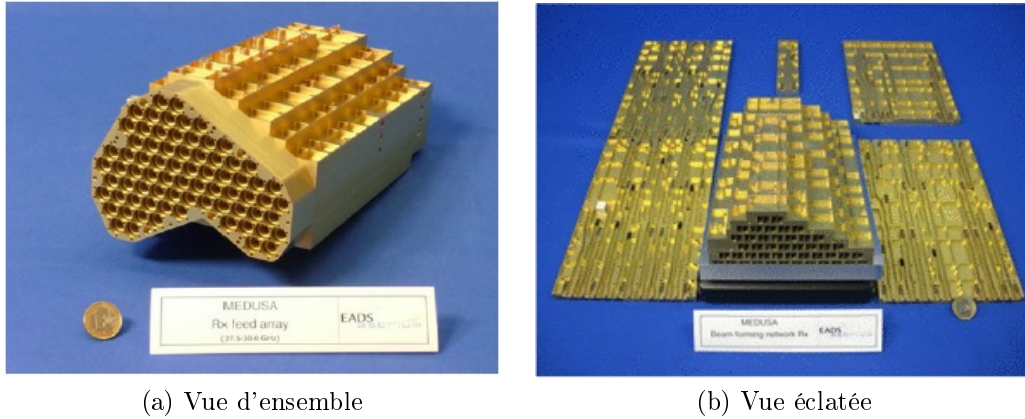 MEDUSA
Rx feed array
(27.5-30.0 GHz)
EADS
astrium
MEDUSA
Beam forming network Rx
EADS
(a) Vue d'ensemble
(b) Vue éclatée